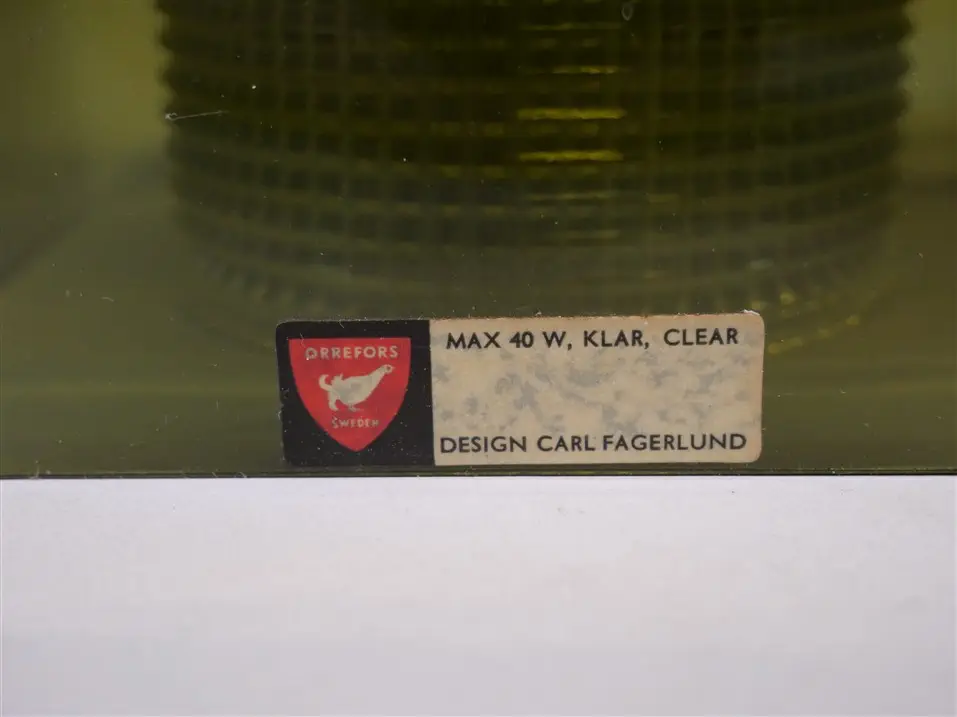 ORREFORS
SWEDEN
MAX 40 W, KLAR, CLEAR
DESIGN CARL FAGERLUND